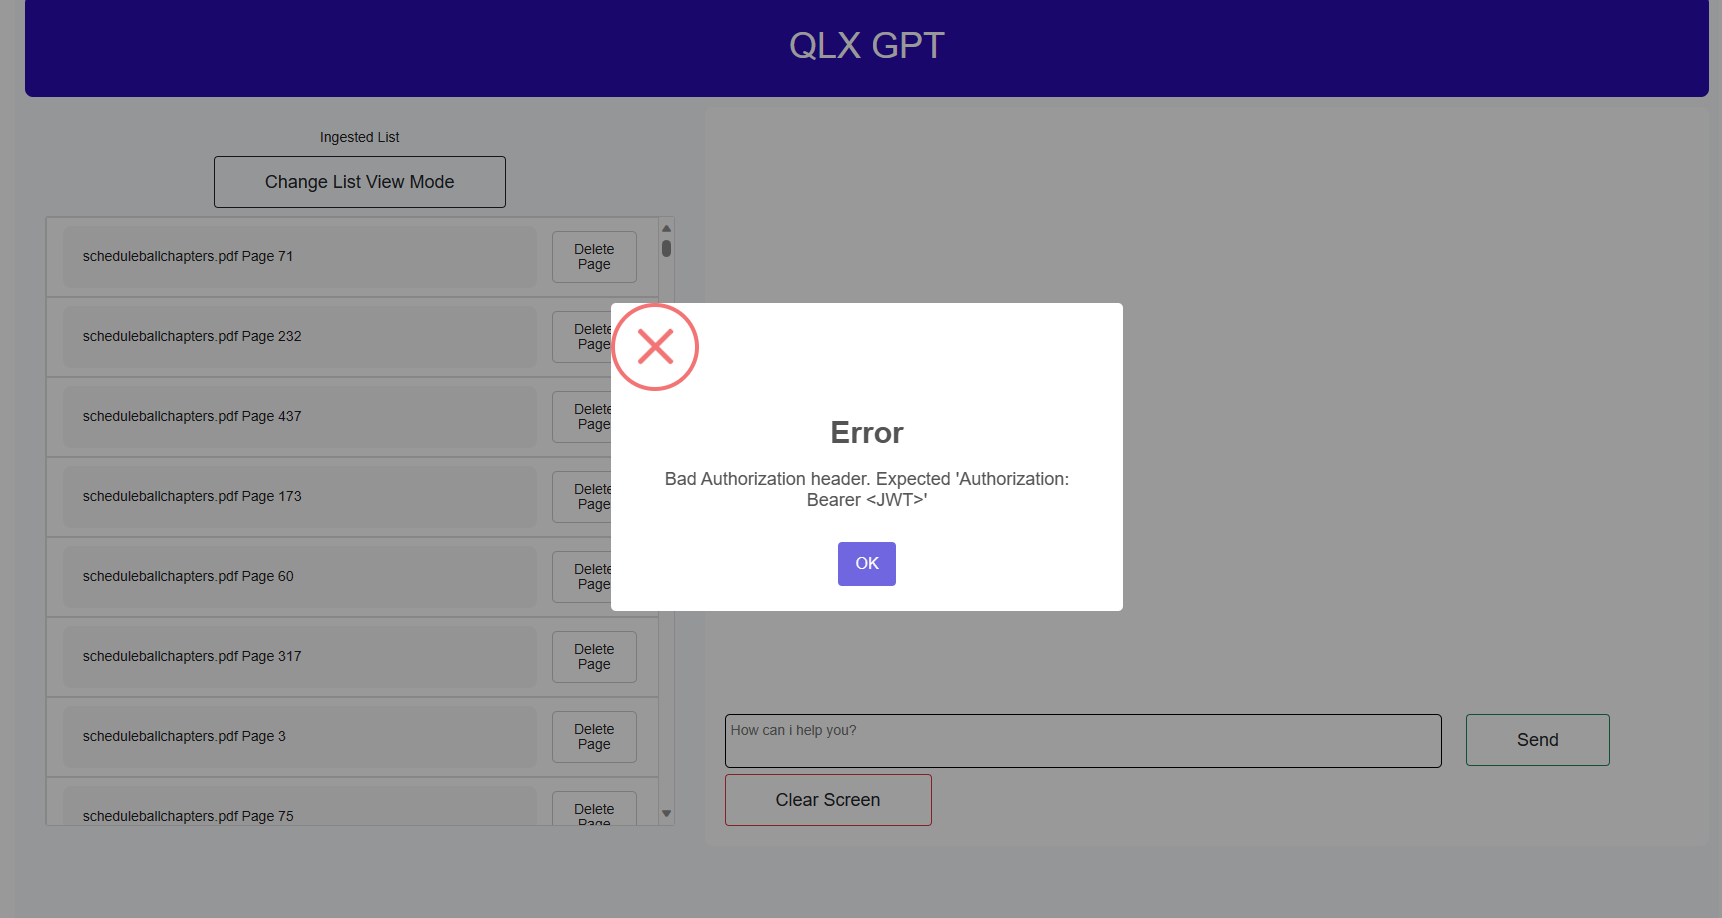 QLX GPT
Ingested List
Change List View Mode
scheduleballchapters.pdf Page 71
Delete
Page
scheduleballchapters.pdf Page 232
Delete
Page
scheduleballchapters.pdf Page 437
Delete
Page
scheduleballchapters.pdf Page 173
Delete
Page
scheduleballchapters.pdf Page 60
Delete
Page
scheduleballchapters.pdf Page 317
Delete
Page
scheduleballchapters.pdf Page 3
Delete
Page
scheduleballchapters.pdf Page 75
Delete
Page
Error
Bad Authorization header. Expected 'Authorization:
Bearer <JWT>'
OK
How can i help you?
Send
Clear Screen